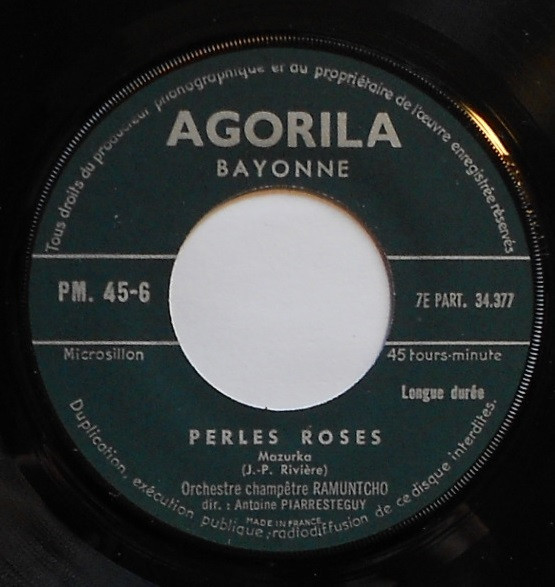 Tous droits du producteur phonographique et du propriétaire de l'œuvre enregistrée réservés
AGORILA
BAYONNE
PM. 45-6
7E PART. 34.377
Microsillon
45 tours-minute
Longue durée
PERLES ROSES
Mazurka
(J.-P. Rivière)
Orchestre champêtre RAMUNTCHO
dir. : Antoine PIARRESTEGUY
MADE IN FRANCE
Duplication, exécution publique, radiodiffusion de ce disque interdites.